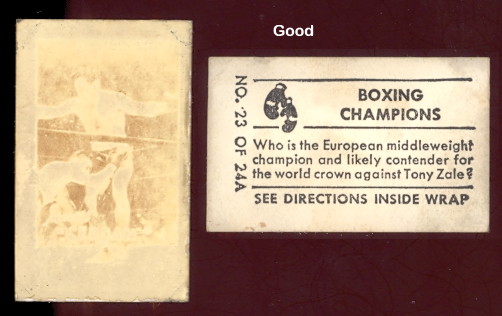 Good
NO. 23 OF 24A
BOXING
CHAMPIONS
Who is the European middleweight
champion and likely contender for
the world crown against Tony Zale?
SEE DIRECTIONS INSIDE WRAP